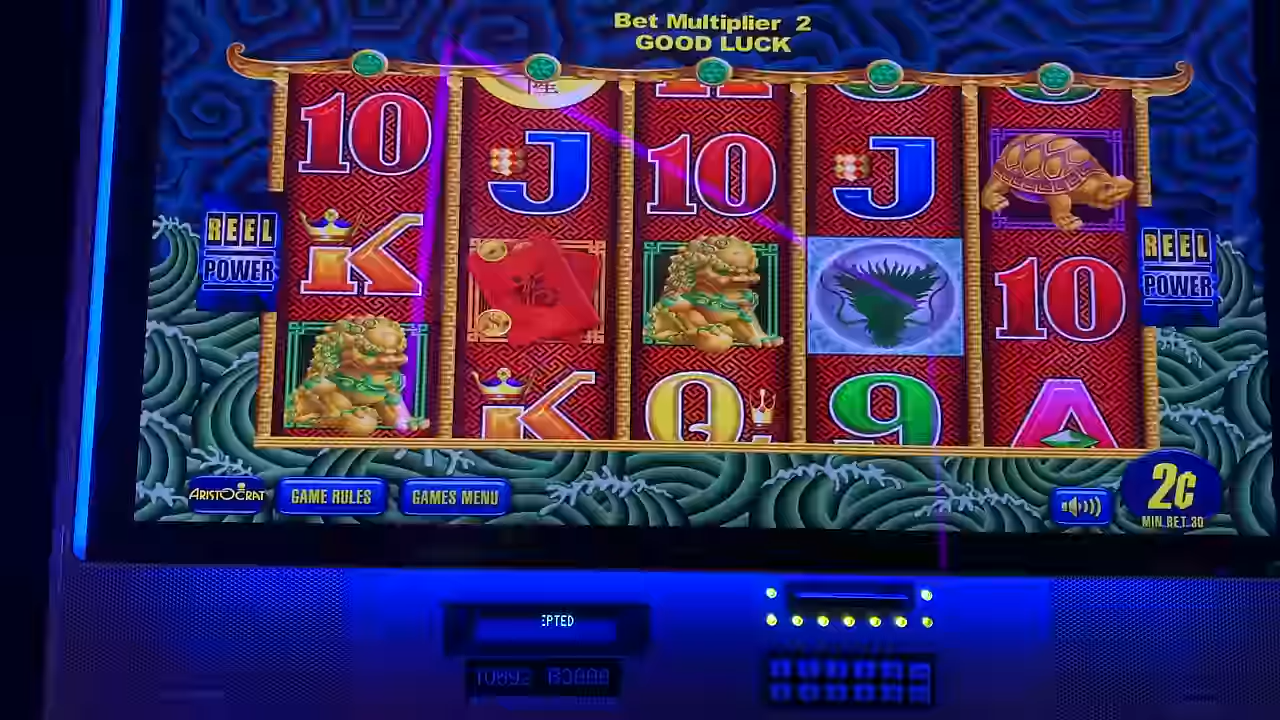 Bet Multiplier 2
GOOD LUCK
10
J
10
J
K
10
K
Q
9
A
REEL
POWER
REEL
POWER
ARISTOCRAT
GAME RULES
GAMES MENU
2¢
MIN BET 30
EPTED